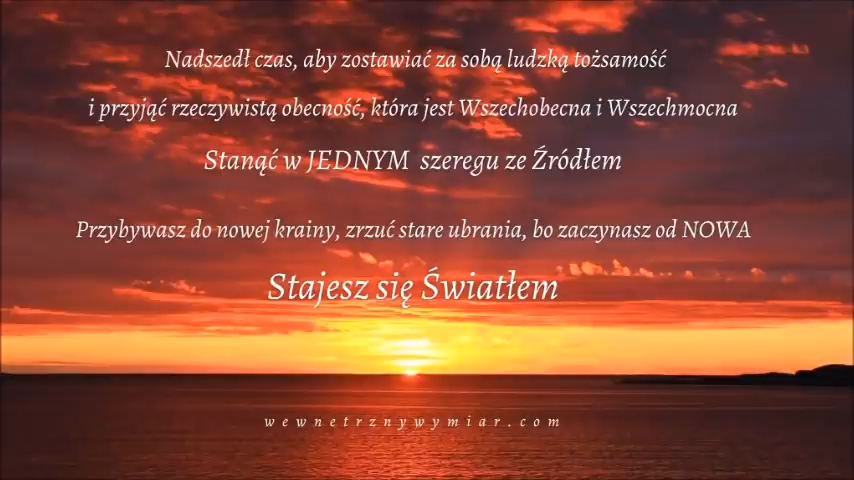 Nadszedł czas, aby zostawiać za sobą ludzką tożsamość
i przyjąć rzeczywistą obecność, która jest Wszechobecna i Wszechmocna
Stanąć w JEDNYM szeregu ze Źródłem
Przybywasz do nowej krainy, zrzuć stare ubrania, bo zaczynasz od NOWA
Stajesz się Światłem
wewnetrznywymiar.com